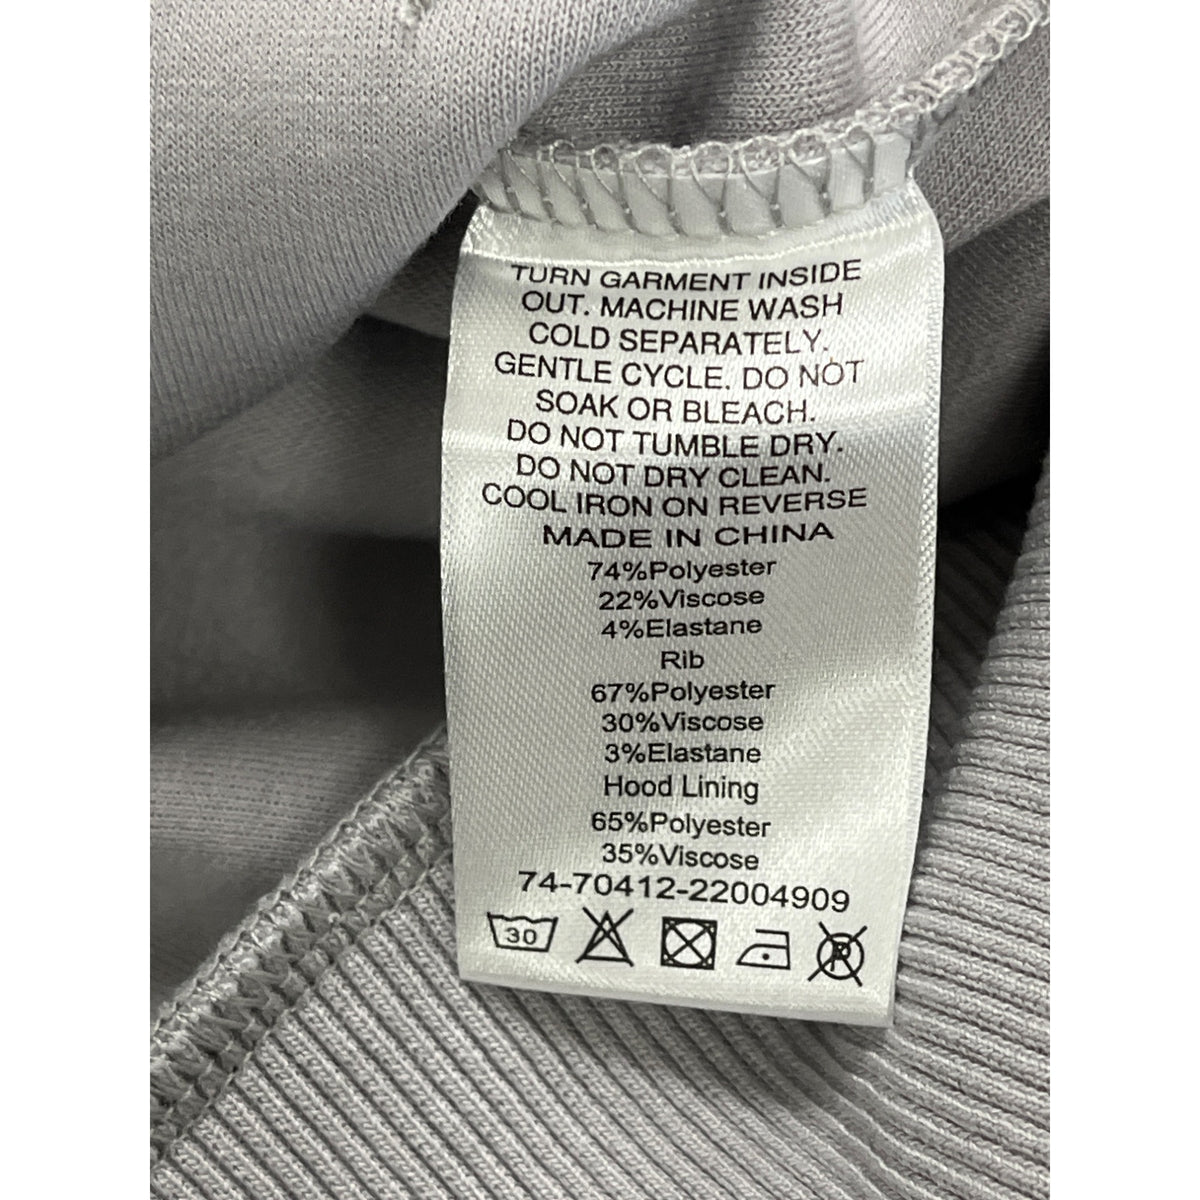 TURN GARMENT INSIDE
OUT. MACHINE WASH
COLD SEPARATELY.
GENTLE CYCLE. DO NOT
SOAK OR BLEACH.
DO NOT TUMBLE DRY.
DO NOT DRY CLEAN.
COOL IRON ON REVERSE
MADE IN CHINA
74%Polyester
22%Viscose
4%Elastane
Rib
67%Polyester
30%Viscose
3%Elastane
Hood Lining
65%Polyester
35%Viscose
74-70412-22004909
30 R